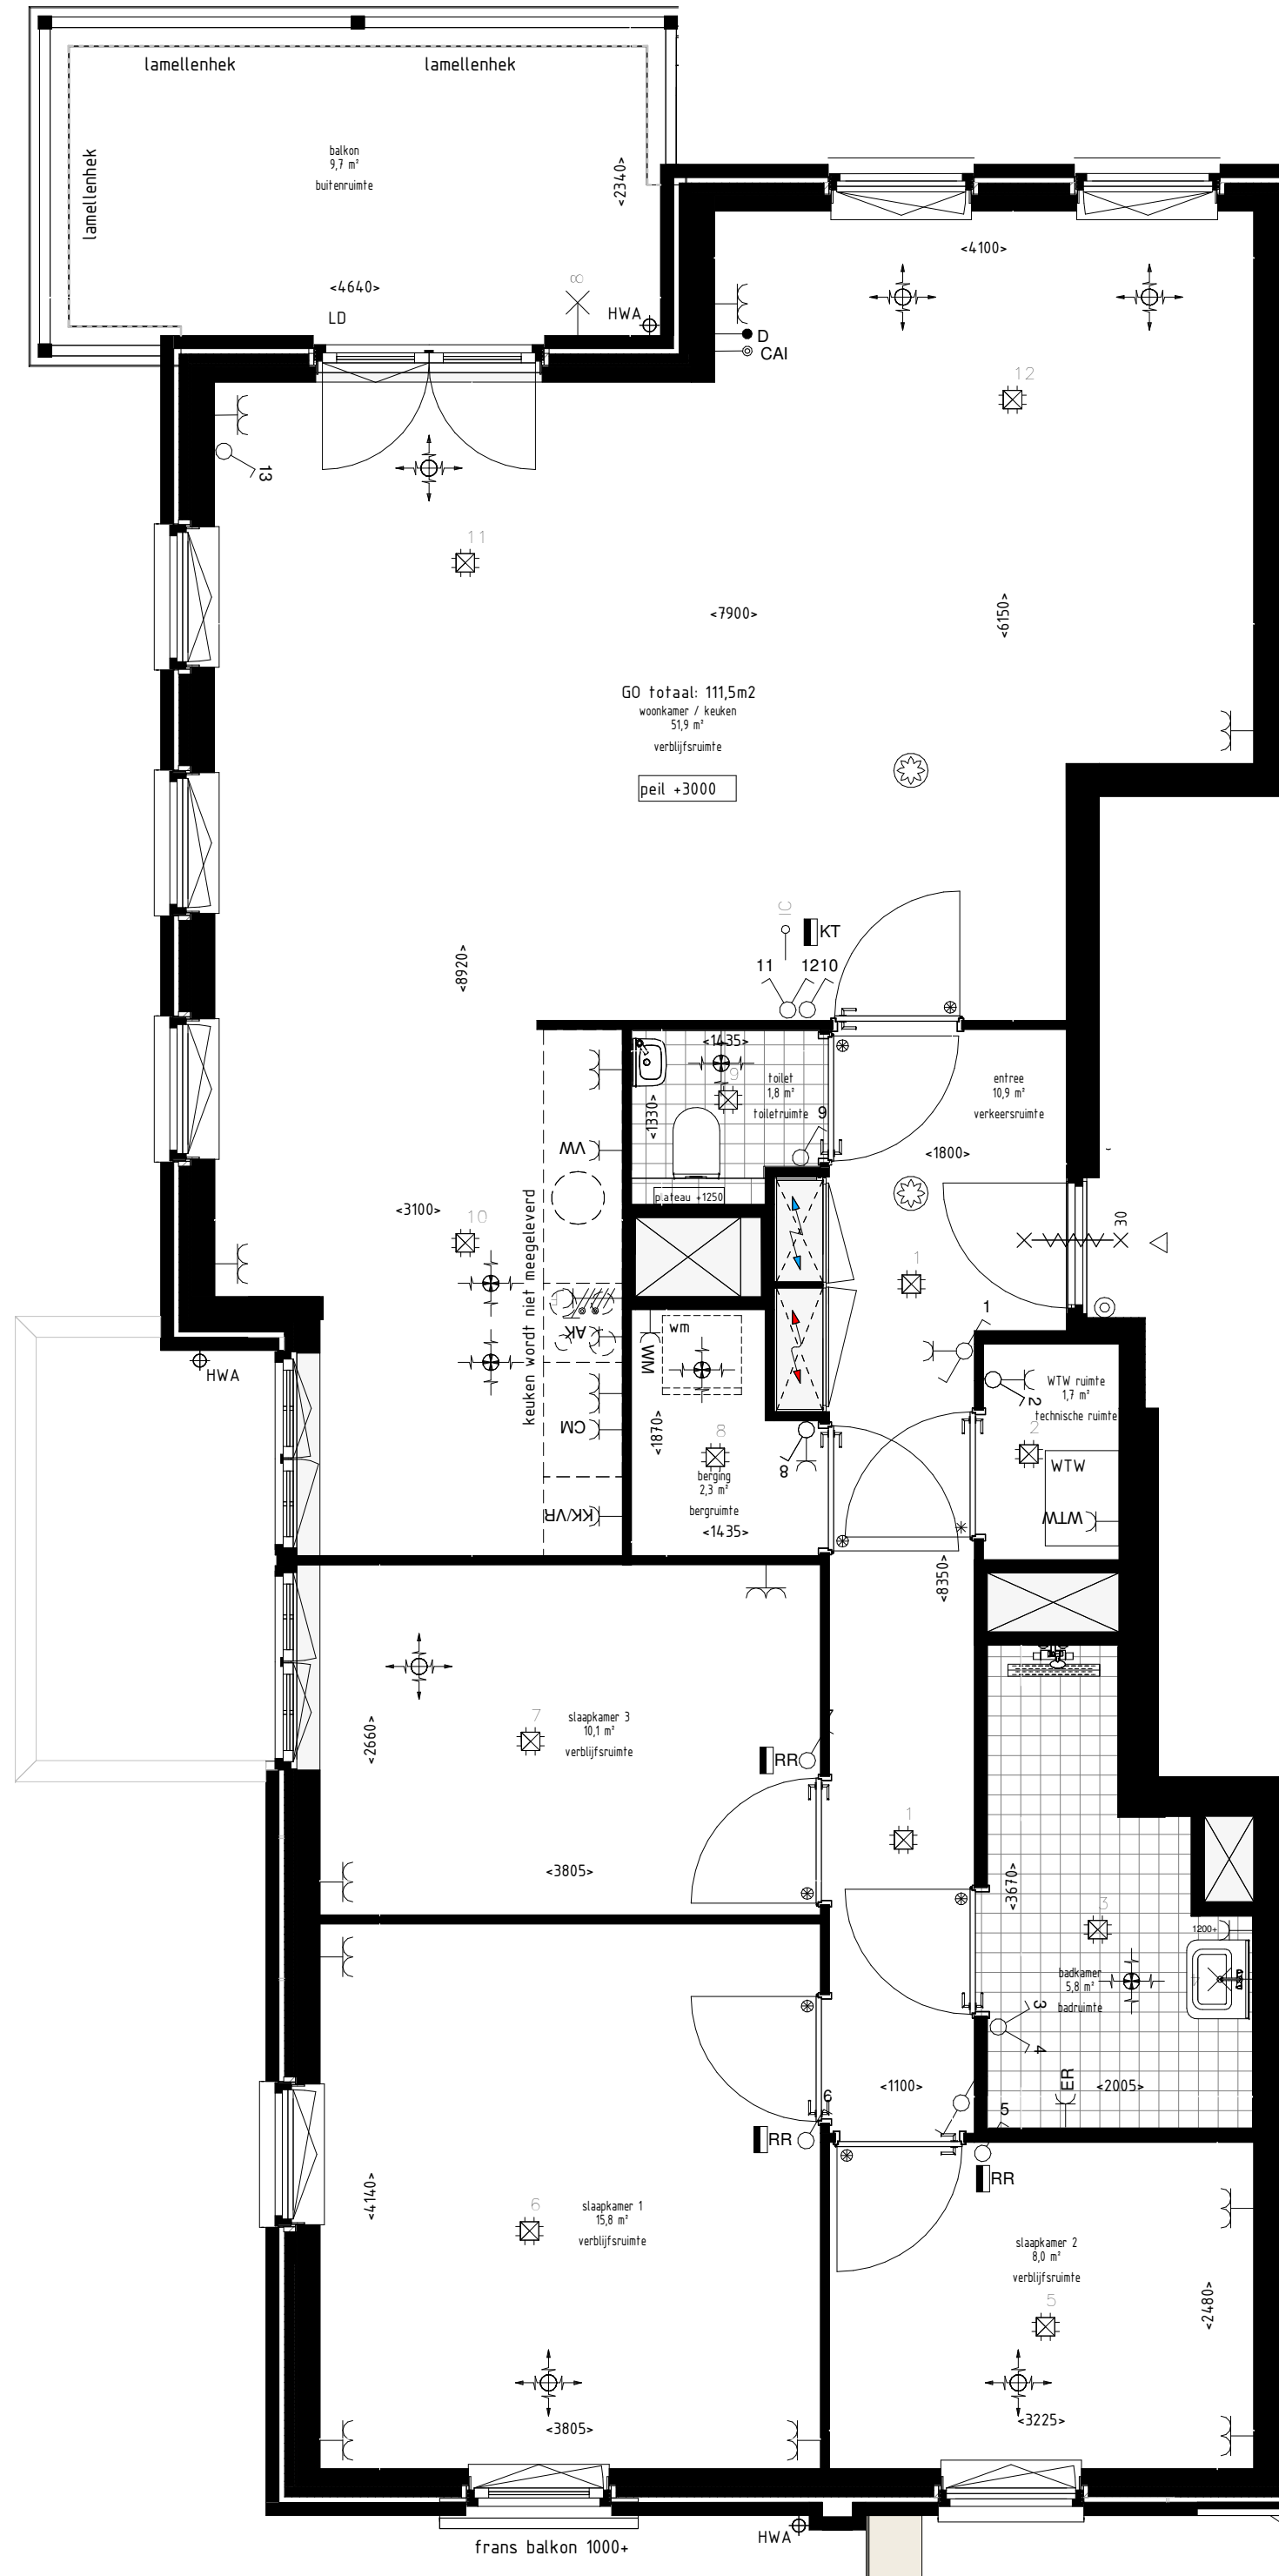 lamellenhek
lamellenhek
lamellenhek
balkon
9,7 m²
buitenruimte
<2340>
<4640>
LD
8
HWA
<4100>
D
CAI
12
13
11
<7900>
<6150>
GO totaal: 111,5m2
woonkamer / keuken
51,9 m²
verblijfsruimte
peil +3000
IC
KT
11
1210
<8920>
<1435>
9
toilet
1,8 m²
toiletruimte
9
<1330>
plateau +1250
entree
10,9 m²
verkeersruimte
<1800>
VW
<3100>
10
keuken wordt niet meegeleverd
AK
CM
KK/VR
30
1
1
HWA
wm
WM
<1870>
8
berging
2,3 m²
bergruimte
<1435>
8
WTW ruimte
1,7 m²
technische ruimte
2
2
WTW
WTW
<8350>
7
slaapkamer 3
10,1 m²
verblijfsruimte
<2660>
7
RR
<3805>
1
<3670>
3
1200+
badkamer
5,8 m²
badruimte
3
4
ER
<2005>
<1100>
6
RR
5
RR
<4140>
6
slaapkamer 1
15,8 m²
verblijfsruimte
<3805>
slaapkamer 2
8,0 m²
verblijfsruimte
5
<2480>
<3225>
HWA
frans balkon 1000+